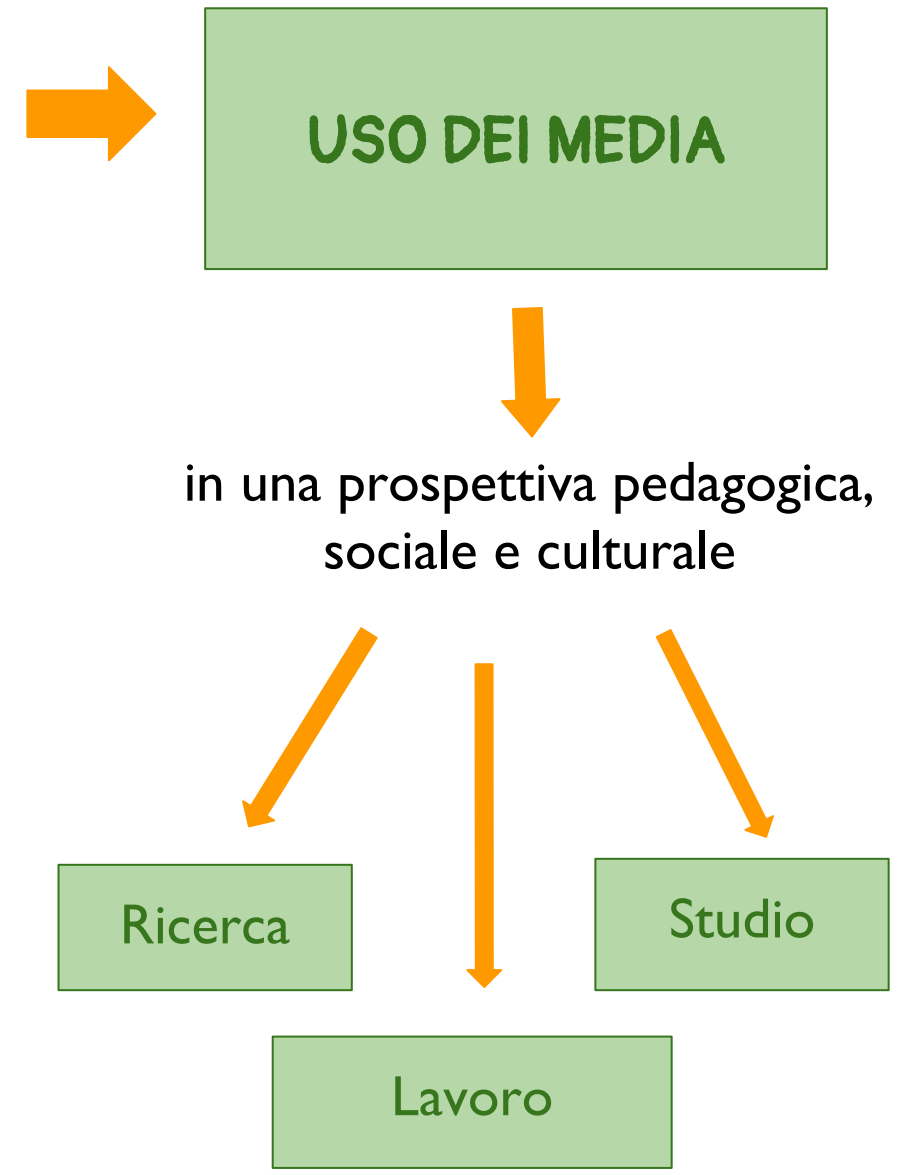 USO DEI MEDIA
in una prospettiva pedagogica,
sociale e culturale
Ricerca
Studio
Lavoro